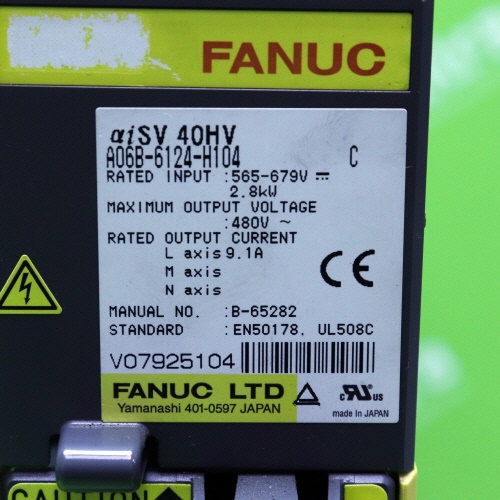 FANUC
αiSV 40HV
A06B-6124-H104 C
RATED INPUT :565-679V ⎓
2.8kW
MAXIMUM OUTPUT VOLTAGE
:480V ~
RATED OUTPUT CURRENT
L axis 9.1A
M axis
N axis
CE
MANUAL NO. :B-65282
STANDARD :EN50178, UL508C
V07925104
FANUC LTD
Yamanashi 401-0597 JAPAN
c RU us
made in JAPAN
CAUTION